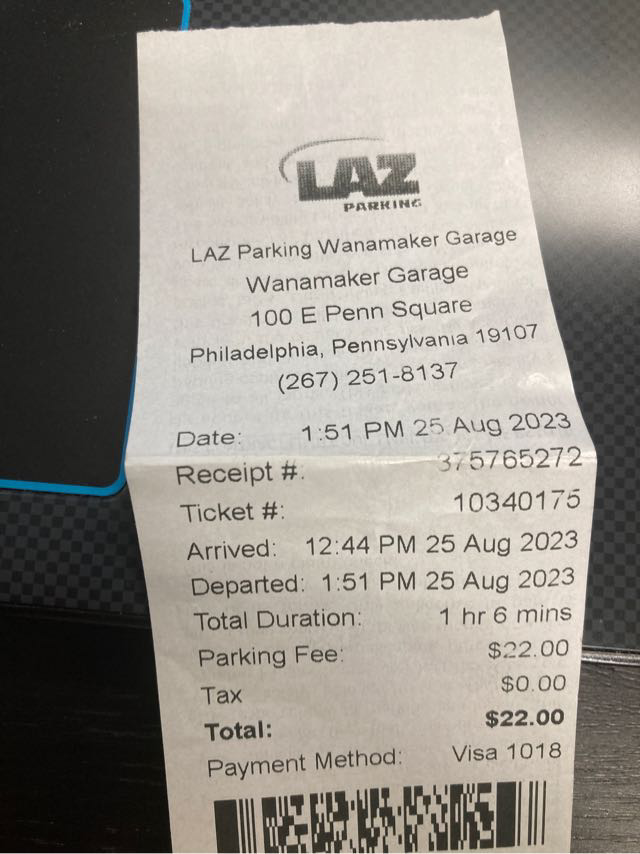 LAZ
PARKING
LAZ Parking Wanamaker Garage
Wanamaker Garage
100 E Penn Square
Philadelphia, Pennsylvania 19107
(267) 251-8137
Date: 1:51 PM 25 Aug 2023
Receipt #: 375765272
Ticket #: 10340175
Arrived: 12:44 PM 25 Aug 2023
Departed: 1:51 PM 25 Aug 2023
Total Duration: 1 hr 6 mins
Parking Fee: $22.00
Tax $0.00
Total: $22.00
Payment Method: Visa 1018